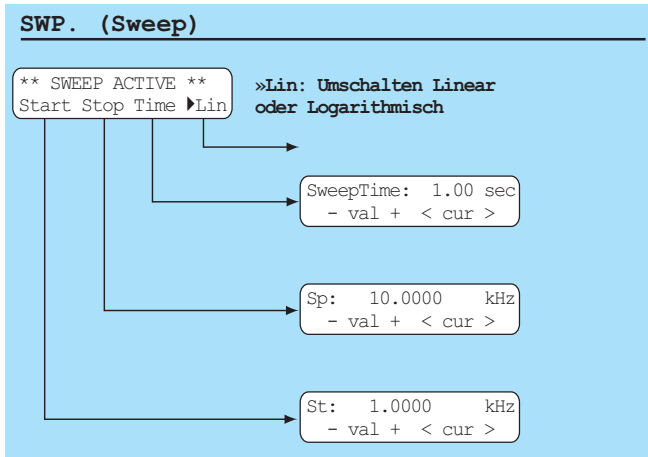 SWP. (Sweep)
** SWEEP ACTIVE **
Start Stop Time ▶Lin
»Lin: Umschalten Linear
oder Logarithmisch
SweepTime: 1.00 sec
- val + < cur >
Sp: 10.0000 kHz
- val + < cur >
St: 1.0000 kHz
- val + < cur >